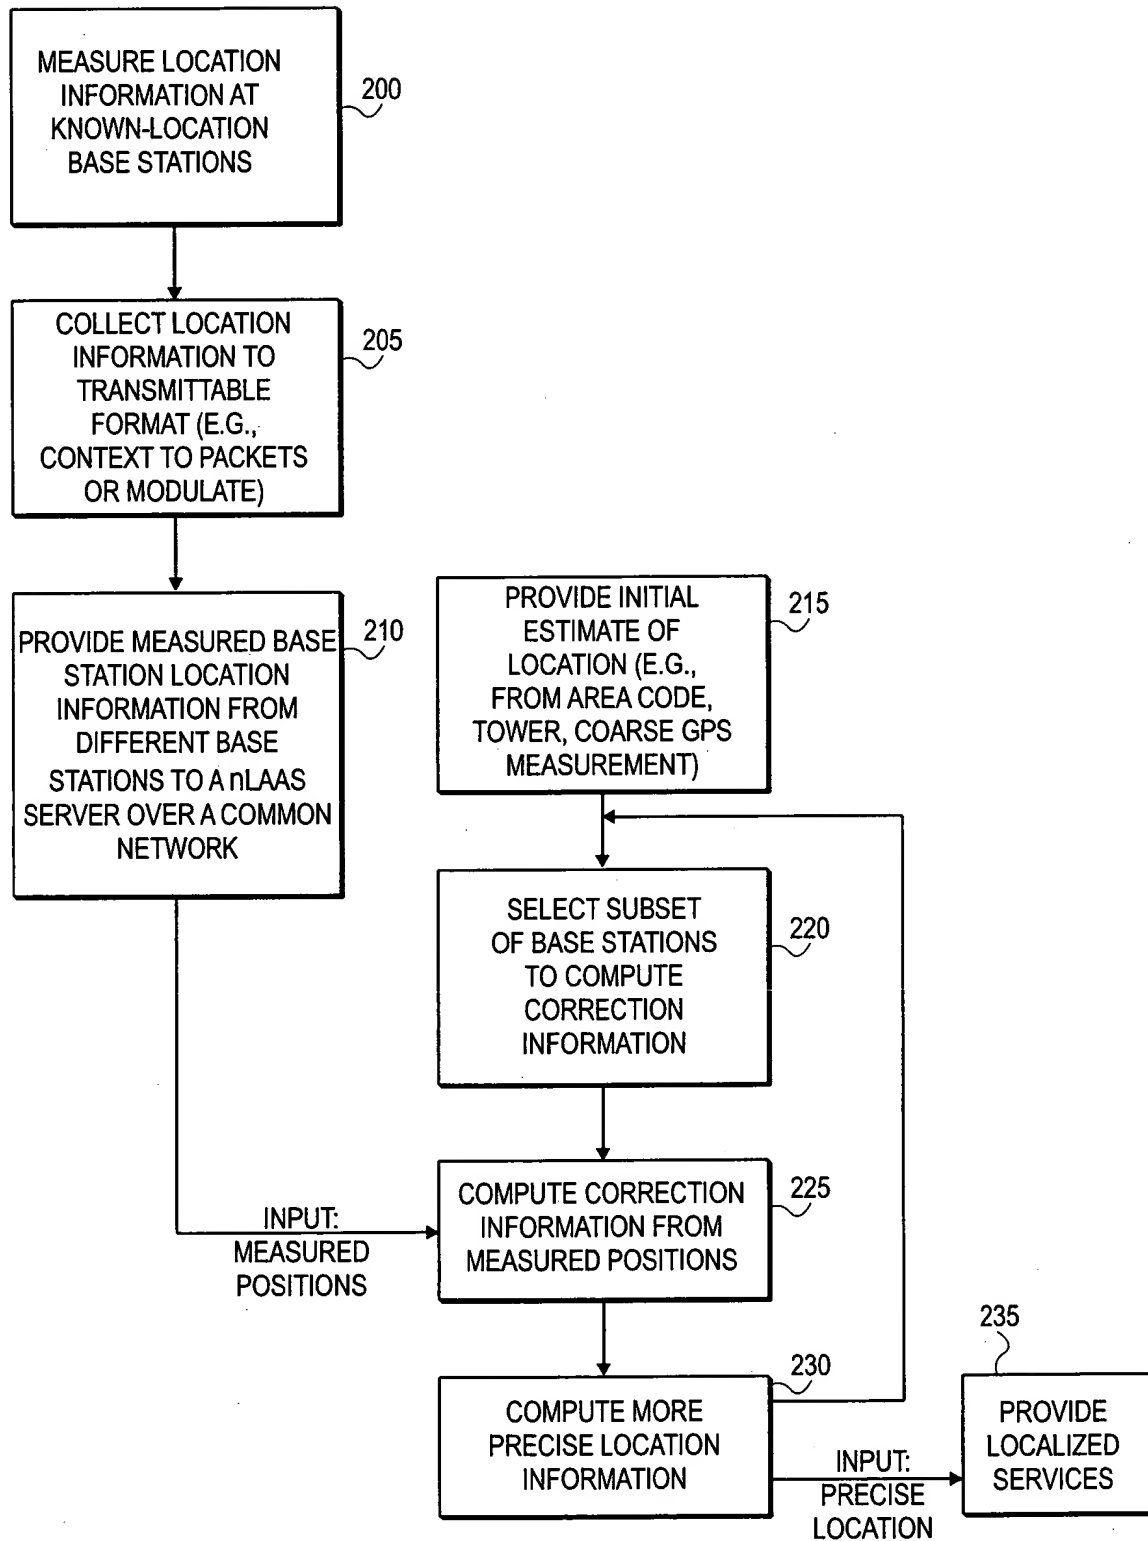 MEASURE LOCATION
INFORMATION AT
KNOWN-LOCATION
BASE STATIONS
200
COLLECT LOCATION
INFORMATION TO
TRANSMITTABLE
FORMAT (E.G.,
CONTEXT TO PACKETS
OR MODULATE)
205
PROVIDE MEASURED BASE
STATION LOCATION
INFORMATION FROM
DIFFERENT BASE
STATIONS TO A nLAAS
SERVER OVER A COMMON
NETWORK
210
PROVIDE INITIAL
ESTIMATE OF
LOCATION (E.G.,
FROM AREA CODE,
TOWER, COARSE GPS
MEASUREMENT)
215
SELECT SUBSET
OF BASE STATIONS
TO COMPUTE
CORRECTION
INFORMATION
220
INPUT:
MEASURED
POSITIONS
COMPUTE CORRECTION
INFORMATION FROM
MEASURED POSITIONS
225
COMPUTE MORE
PRECISE LOCATION
INFORMATION
230
INPUT:
PRECISE
LOCATION
235
PROVIDE
LOCALIZED
SERVICES